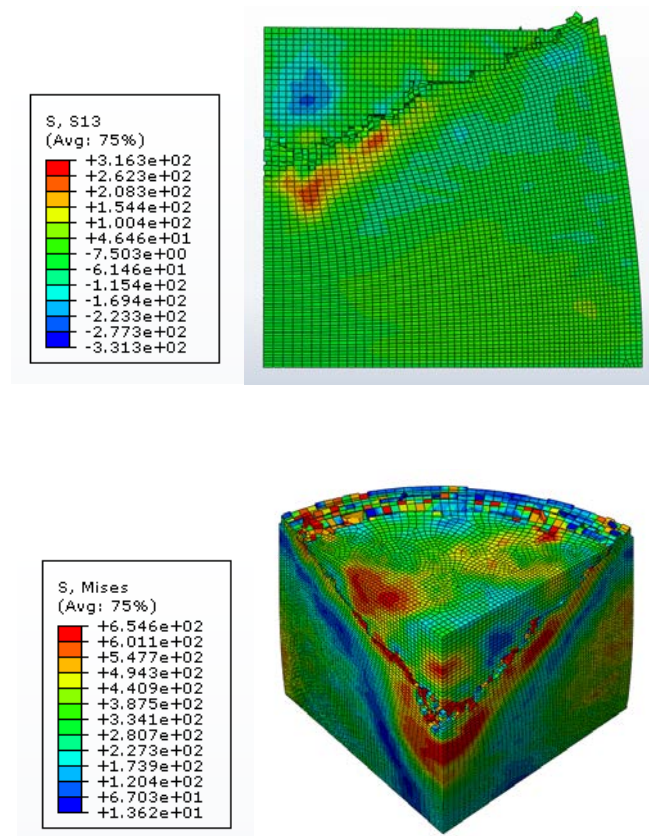 S, S13
(Avg: 75%)
+3.163e+02
+2.623e+02
+2.083e+02
+1.544e+02
+1.004e+02
+4.646e+01
-7.503e+00
-6.146e+01
-1.154e+02
-1.694e+02
-2.233e+02
-2.773e+02
-3.313e+02
S, Mises
(Avg: 75%)
+6.546e+02
+6.011e+02
+5.477e+02
+4.943e+02
+4.409e+02
+3.875e+02
+3.341e+02
+2.807e+02
+2.273e+02
+1.739e+02
+1.204e+02
+6.703e+01
+1.362e+01